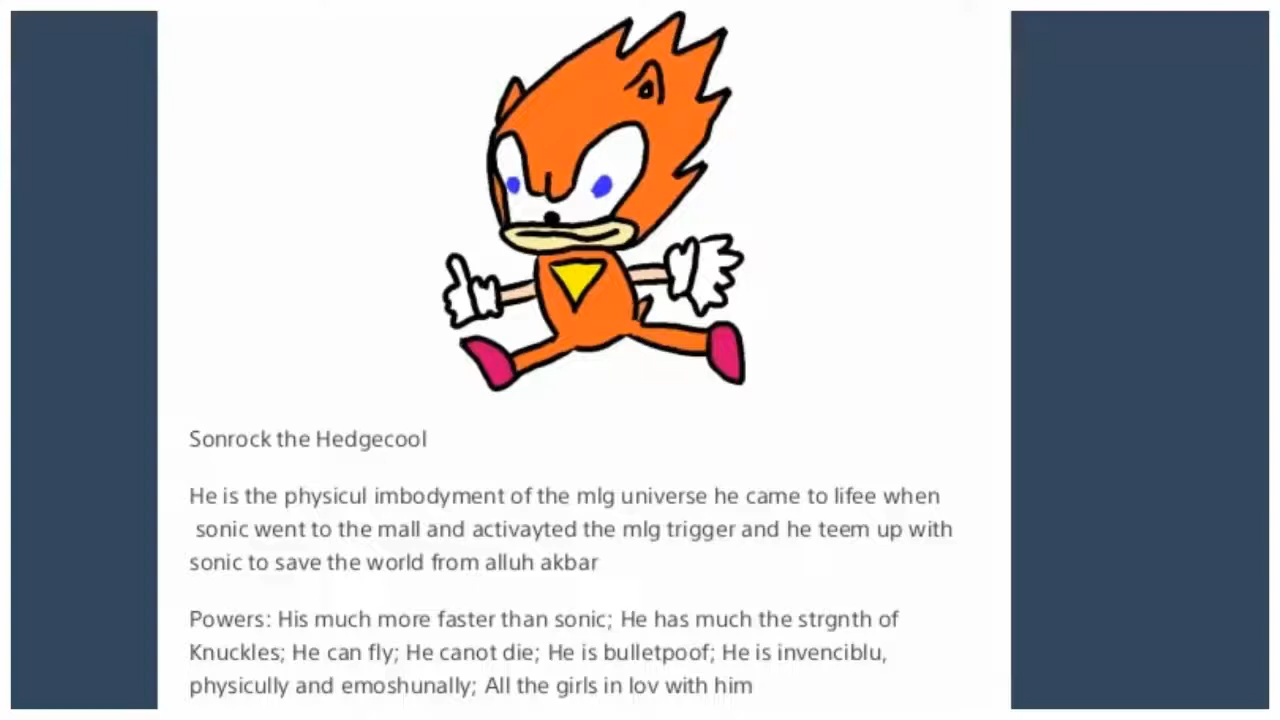 Sonrock the Hedgecool
He is the physicul imbodyment of the mlg universe he came to lifee when
sonic went to the mall and activayted the mlg trigger and he teem up with
sonic to save the world from alluh akbar
Powers: His much more faster than sonic; He has much the strgnth of
Knuckles; He can fly; He canot die; He is bulletpoof; He is invenciblu,
physicully and emoshunally; All the girls in lov with him